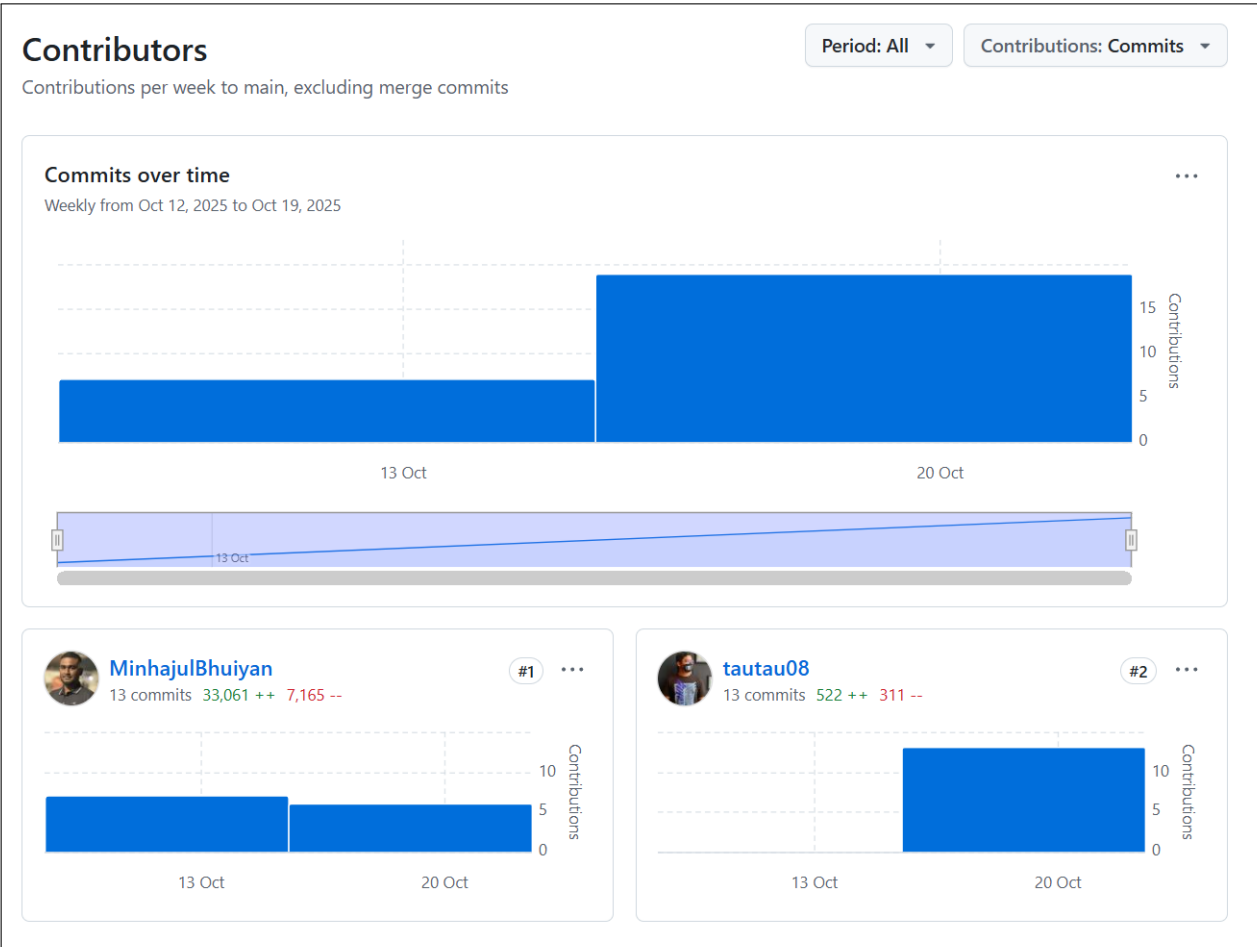 Contributors
Period: All
Contributions: Commits
Contributions per week to main, excluding merge commits
Commits over time
Weekly from Oct 12, 2025 to Oct 19, 2025
15
10
5
0
Contributions
13 Oct
20 Oct
13 Oct
MinhajulBhuiyan
#1
13 commits 33,061 ++ 7,165 --
10
5
0
Contributions
13 Oct
20 Oct
tautau08
#2
13 commits 522 ++ 311 --
10
5
0
Contributions
13 Oct
20 Oct